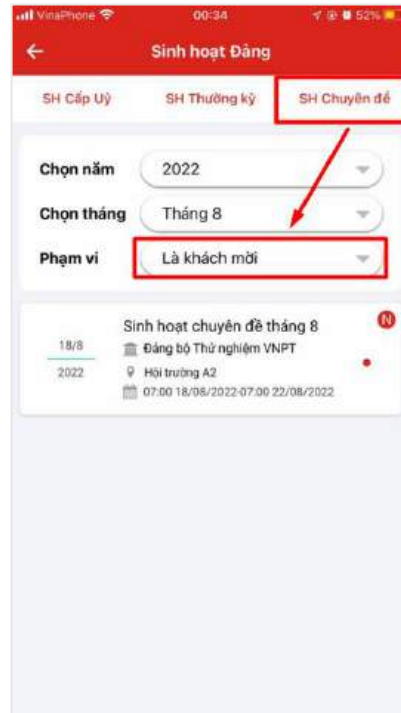 VinaPhone 00:34 52%
Sinh hoạt Đảng
SH Cấp Uỷ SH Thường kỳ SH Chuyên đề
Chọn năm 2022
Chọn tháng Tháng 8
Phạm vi Là khách mời
Sinh hoạt chuyên đề tháng 8 N
18/8 Đảng bộ Thử nghiệm VNPT
2022 Hội trường A2
07:00 18/08/2022-07:00 22/08/2022